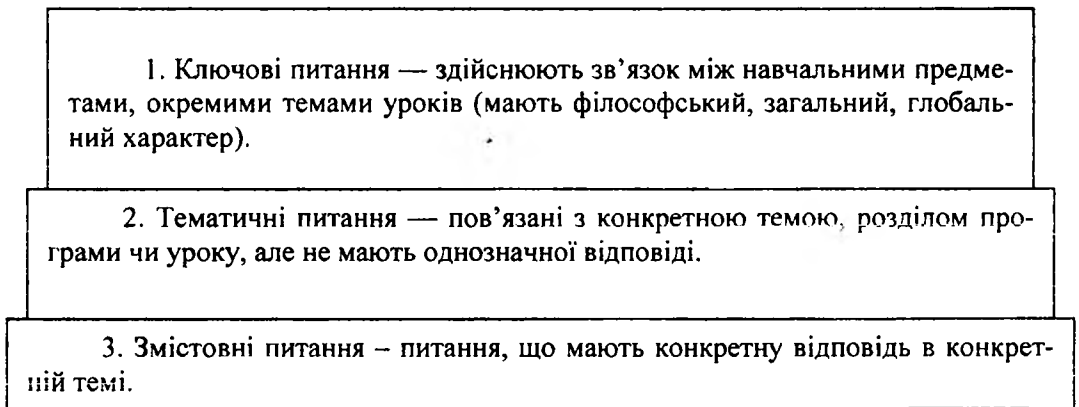 1. Ключові питання — здійснюють зв’язок між навчальними предме-
тами, окремими темами уроків (мають філософський, загальний, глобаль-
ний характер).
2. Тематичні питання — пов’язані з конкретною темою, розділом про-
грами чи уроку, але не мають однозначної відповіді.
3. Змістовні питання – питання, що мають конкретну відповідь в конкрет-
ній темі.